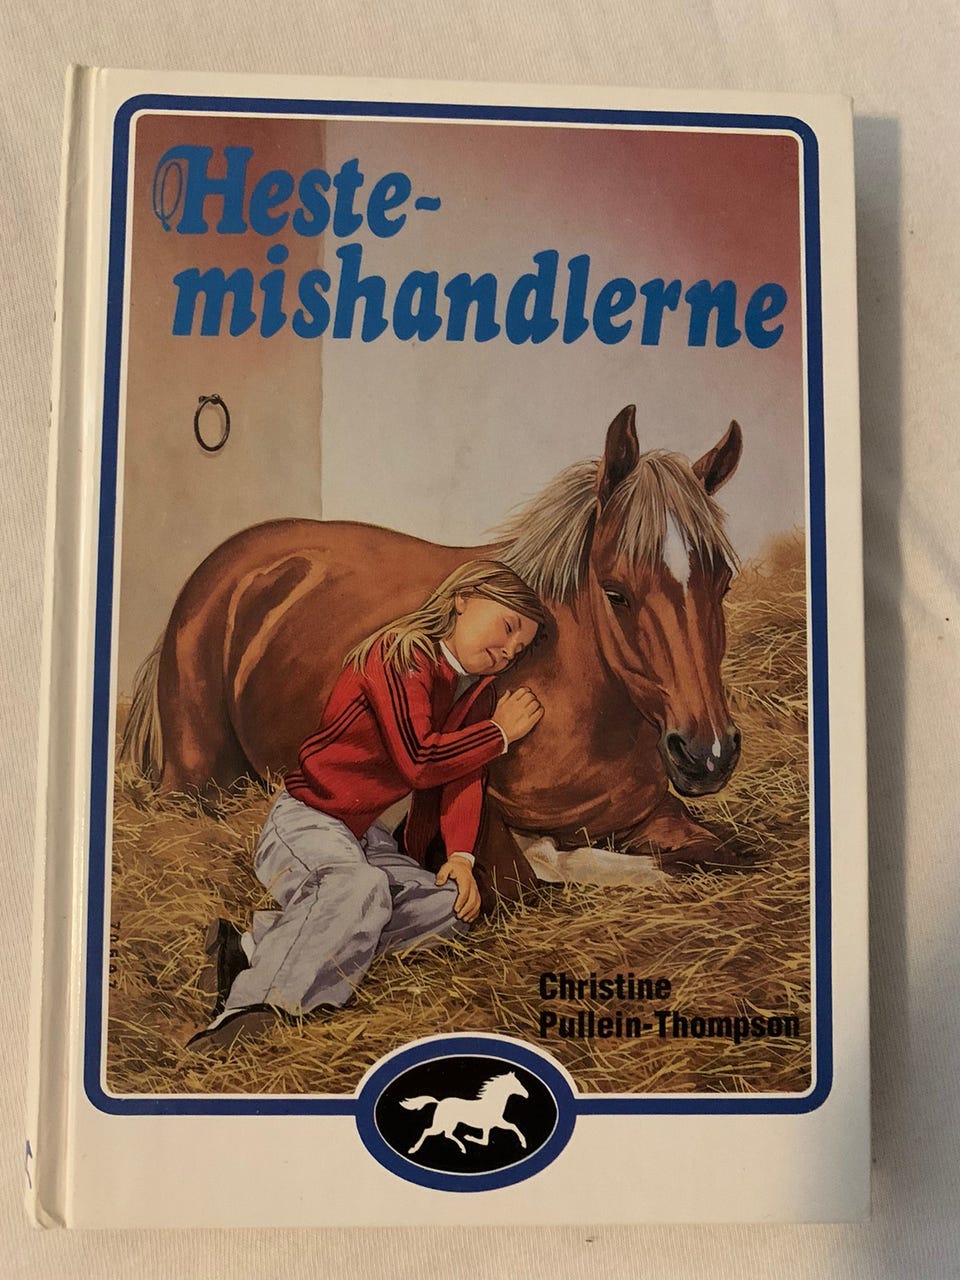 Heste-
mishandlerne
Christine
Pullein-Thompson